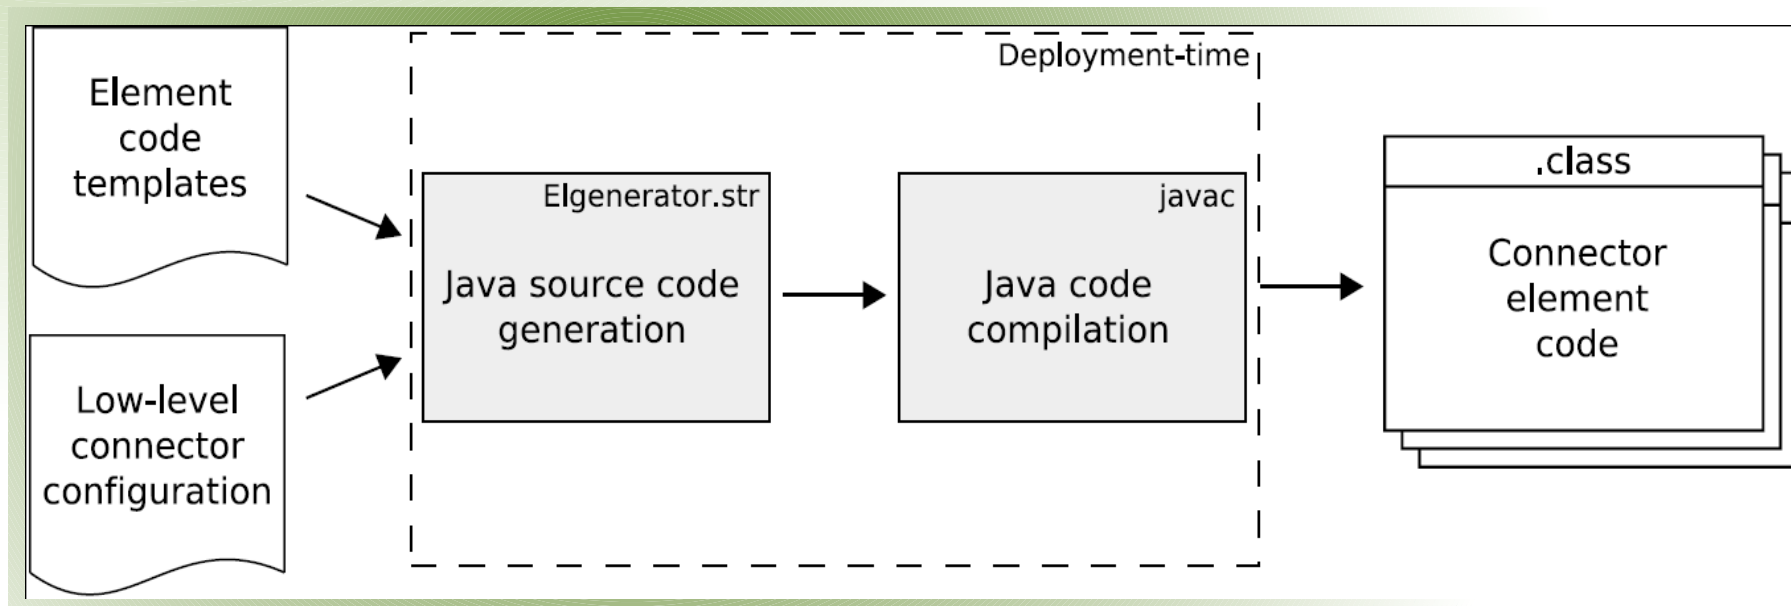 Element
code
templates
Low-level
connector
configuration
Deployment-time
Elgenerator.str
Java source code
generation
javac
Java code
compilation
.class
Connector
element
code